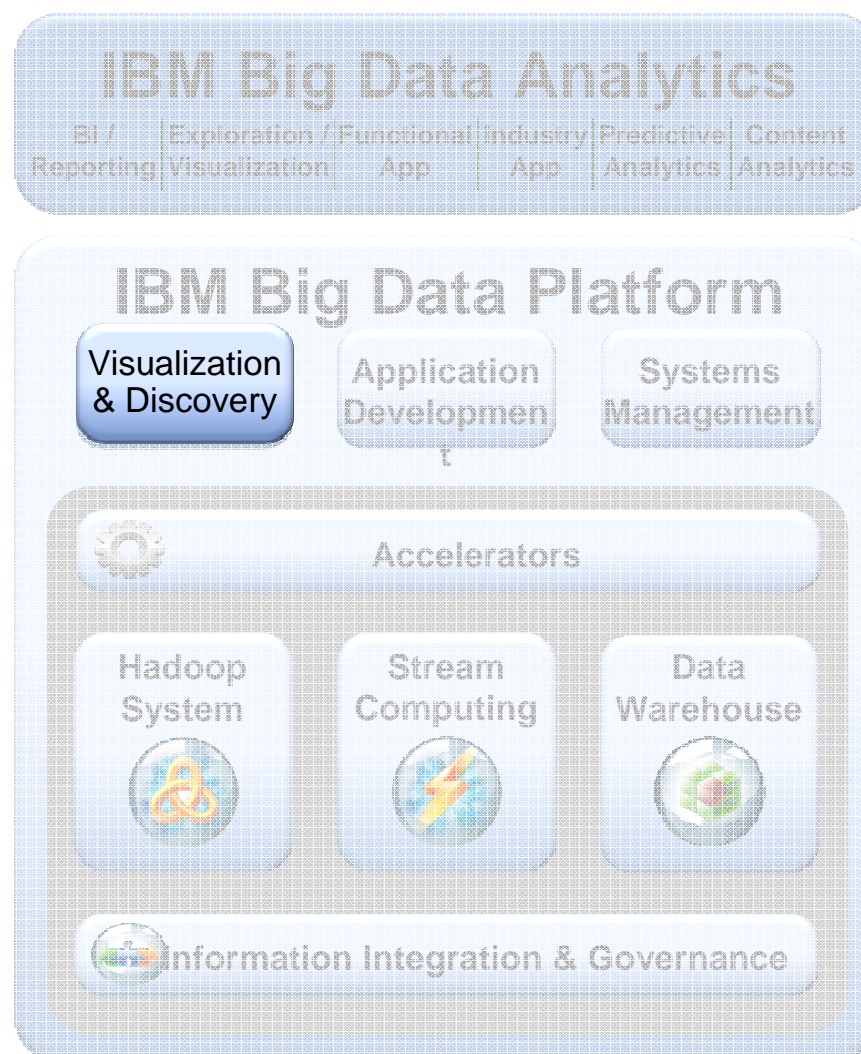 IBM Big Data Analytics
BI / Reporting
Exploration / Visualization
Functional App
Industry App
Predictive Analytics
Content Analytics
IBM Big Data Platform
Visualization
& Discovery
Application
Developmen
t
Systems
Management
Accelerators
Hadoop
System
Stream
Computing
Data
Warehouse
Information Integration & Governance